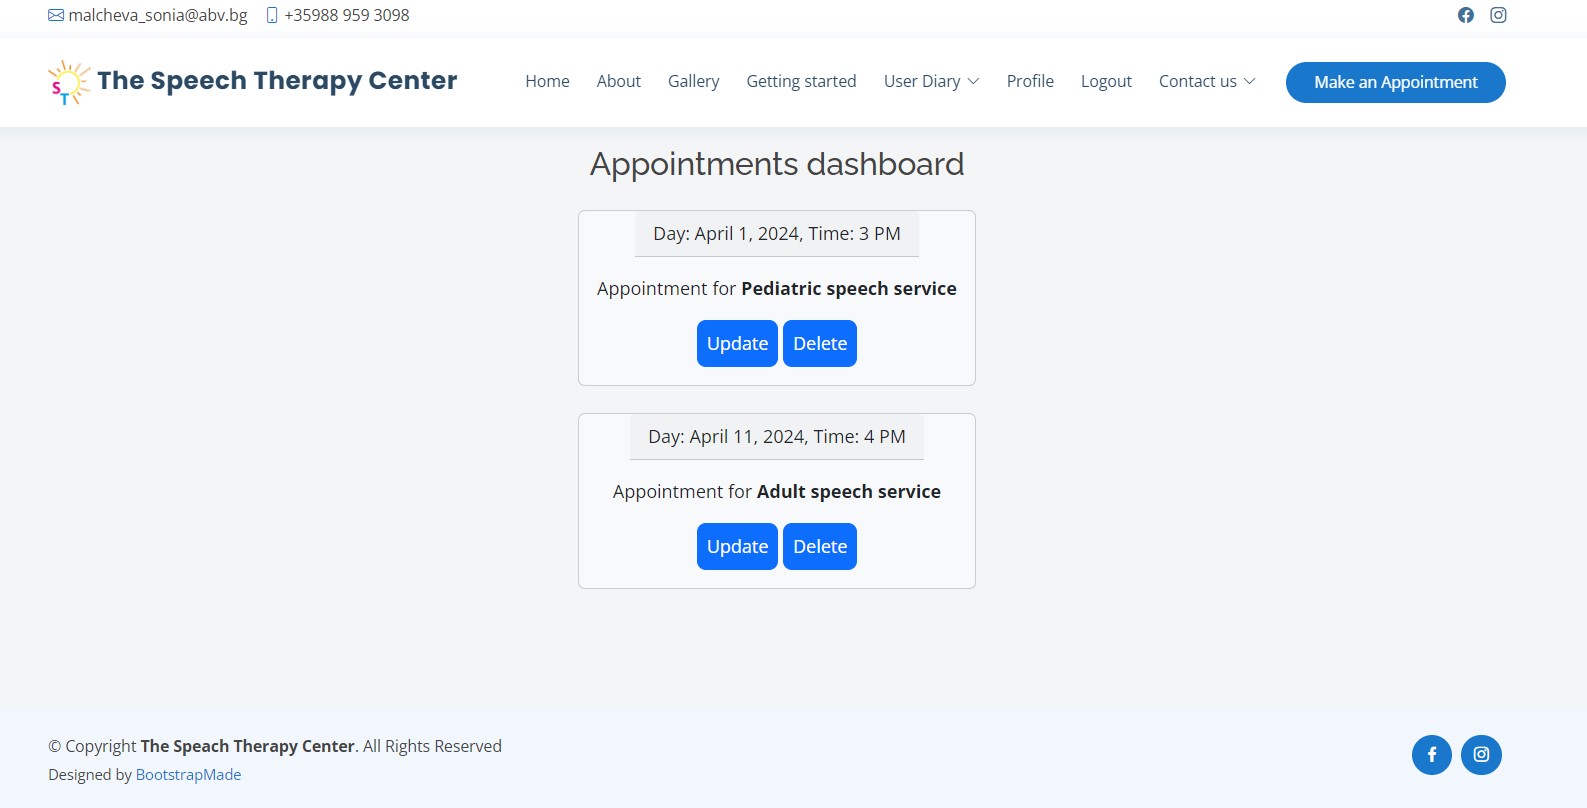 malcheva_sonia@abv.bg +35988 959 3098
ST The Speech Therapy Center Home About Gallery Getting started User Diary Profile Logout Contact us Make an Appointment
Appointments dashboard
Day: April 1, 2024, Time: 3 PM
Appointment for Pediatric speech service
Update Delete
Day: April 11, 2024, Time: 4 PM
Appointment for Adult speech service
Update Delete
© Copyright The Speach Therapy Center. All Rights Reserved
Designed by BootstrapMade